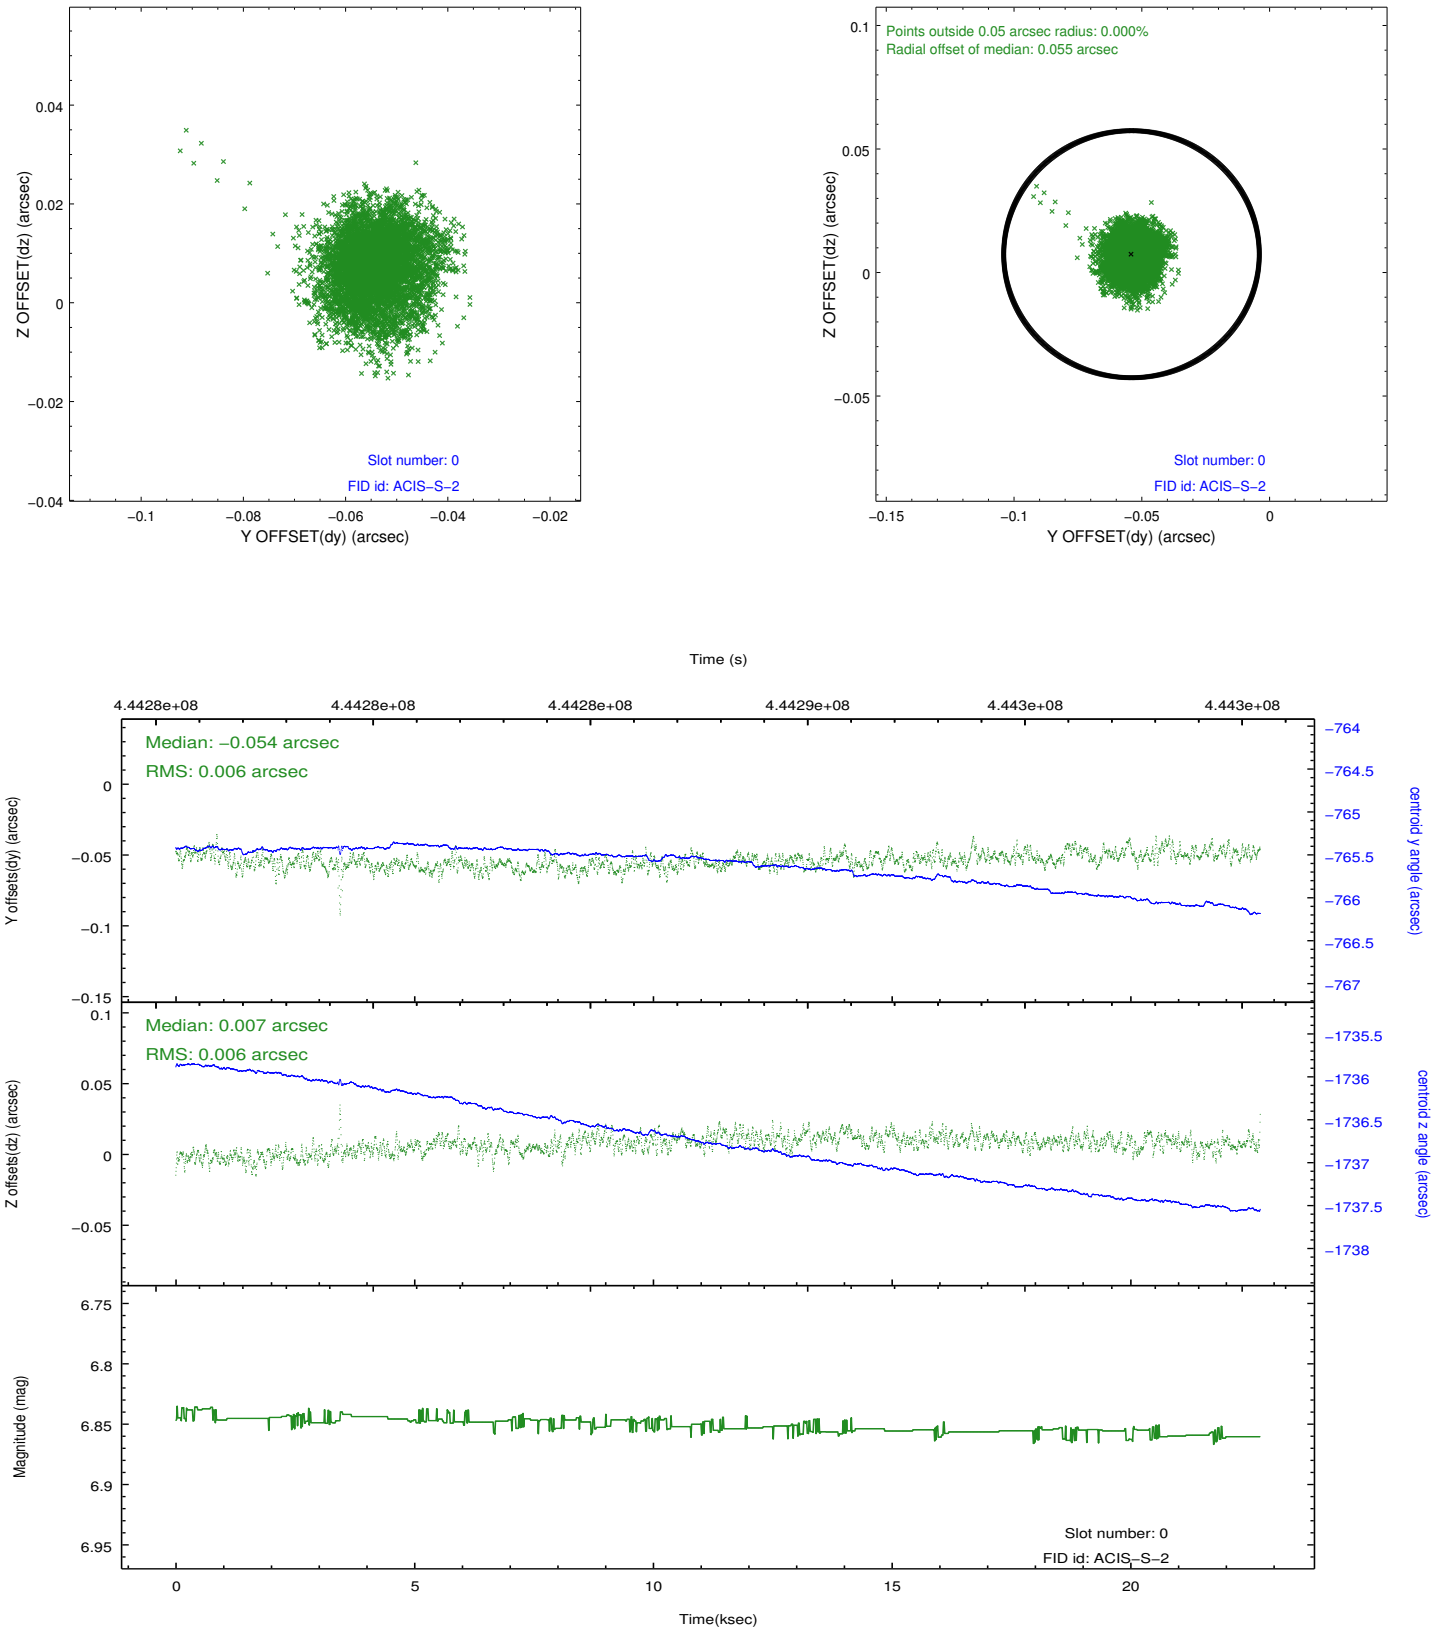 0.04
0.02
0
−0.02
−0.04
Z OFFSET(dz) (arcsec)
Slot number: 0
FID id: ACIS−S−2
−0.1
−0.08
−0.06
−0.04
−0.02
Y OFFSET(dy) (arcsec)
Points outside 0.05 arcsec radius: 0.000%
Radial offset of median: 0.055 arcsec
0.1
0.05
0
−0.05
Z OFFSET(dz) (arcsec)
Slot number: 0
FID id: ACIS−S−2
−0.15
−0.1
−0.05
0
Y OFFSET(dy) (arcsec)
Time (s)
4.4428e+08
4.4428e+08
4.4428e+08
4.4429e+08
4.443e+08
4.443e+08
Median: −0.054 arcsec
RMS: 0.006 arcsec
0
−0.05
−0.1
−0.15
Y offsets(dy) (arcsec)
−764
−764.5
−765
−765.5
−766
−766.5
−767
centroid y angle (arcsec)
Median: 0.007 arcsec
RMS: 0.006 arcsec
0.1
0.05
0
−0.05
Z offsets(dz) (arcsec)
−1735.5
−1736
−1736.5
−1737
−1737.5
−1738
centroid z angle (arcsec)
6.75
6.8
6.85
6.9
6.95
Magnitude (mag)
Slot number: 0
FID id: ACIS−S−2
0
5
10
15
20
Time(ksec)